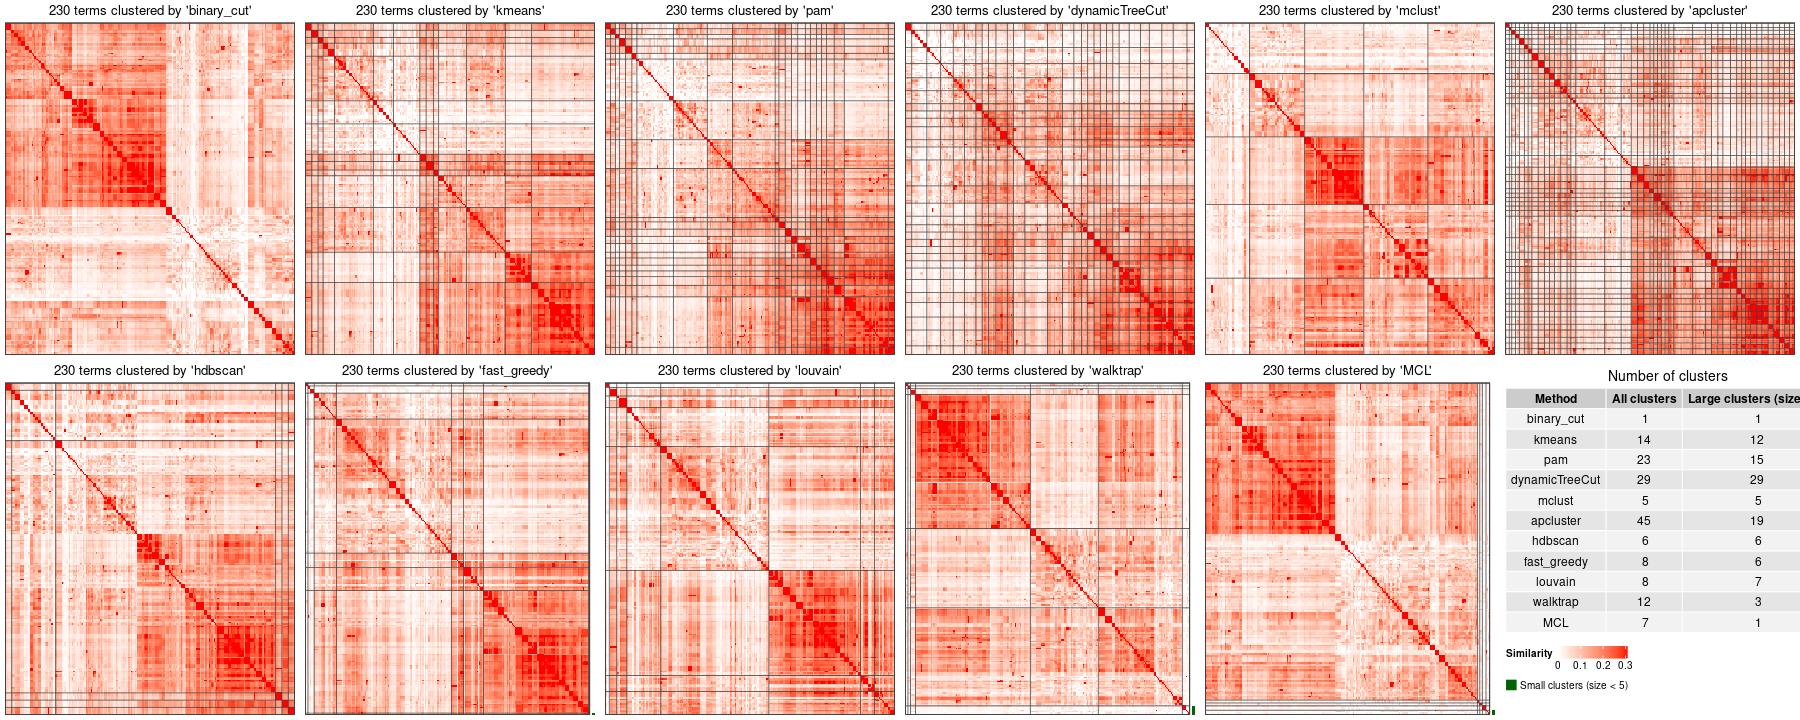 230 terms clustered by 'binary_cut'
230 terms clustered by 'kmeans'
230 terms clustered by 'pam'
230 terms clustered by 'dynamicTreeCut'
230 terms clustered by 'mclust'
230 terms clustered by 'apcluster'
230 terms clustered by 'hdbscan'
230 terms clustered by 'fast_greedy'
230 terms clustered by 'louvain'
230 terms clustered by 'walktrap'
230 terms clustered by 'MCL'
Number of clusters
Method All clusters Large clusters (size
binary_cut 1 1
kmeans 14 12
pam 23 15
dynamicTreeCut 29 29
mclust 5 5
apcluster 45 19
hdbscan 6 6
fast_greedy 8 6
louvain 8 7
walktrap 12 3
MCL 7 1
Similarity
0 0.1 0.2 0.3
Small clusters (size < 5)